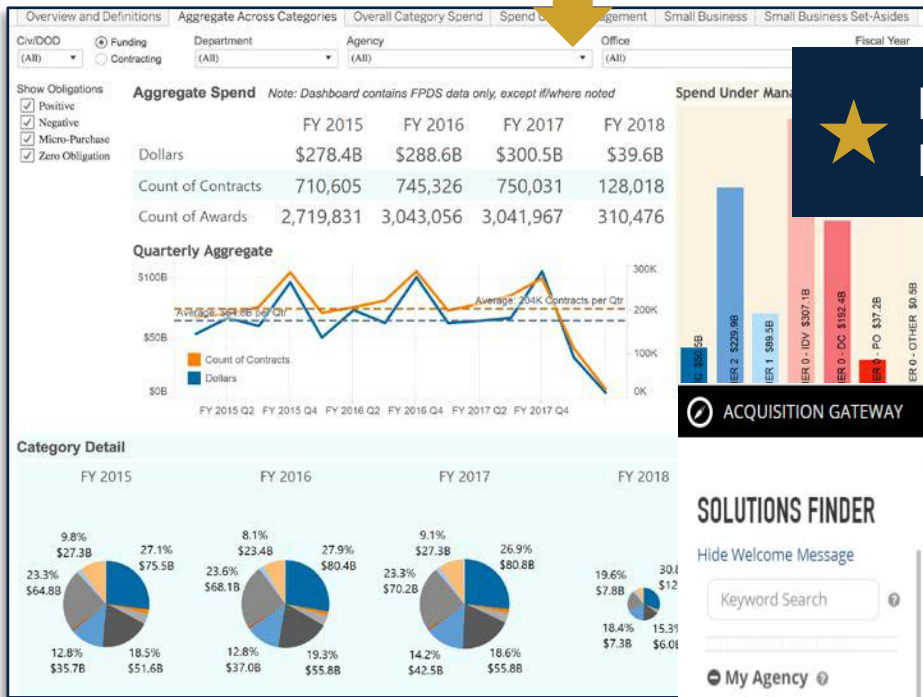 Overview and Definitions Aggregate Across Categories Overall Category Spend Spend Small Business Small Business Set-Asides
Civ/DOD Funding Department Agency Office Fiscal Year
(All) Contracting (All) (All) (All)
Show Obligations
Positive
Negative
Micro-Purchase
Zero Obligation
Aggregate Spend Note: Dashboard contains FPDS data only, except if/where noted
FY 2015 FY 2016 FY 2017 FY 2018
Dollars $278.4B $288.6B $300.5B $39.6B
Count of Contracts 710,605 745,326 750,031 128,018
Count of Awards 2,719,831 3,043,056 3,041,967 310,476
Quarterly Aggregate
$100B 300K
Average: 204K Contracts per Qtr
200K
per Qtr
$50B
100K
Count of Contracts
Dollars
$0B 0K
FY 2015 Q2 FY 2015 Q4 FY 2016 Q2 FY 2016 Q4 FY 2017 Q2 FY 2017 Q4
Spend Under
IER 2 $229.9B
IER 1 $89.5B
IER 0 - IDV $307.1B
IER 0 - DC $192.4B
ER 0 - PO $37.2B
ER 0 - OTHER $0.5B
ACQUISITION GATEWAY
Category Detail
FY 2015 FY 2016 FY 2017 FY 2018
9.8%
$27.3B
27.1%
$75.5B
23.3%
$64.8B
12.8%
$35.7B
18.5%
$51.6B
8.1%
$23.4B
27.9%
$80.4B
23.6%
$68.1B
12.8%
$37.0B
19.3%
$55.8B
9.1%
$27.3B
26.9%
$80.8B
23.3%
$70.2B
14.2%
$42.5B
18.6%
$55.8B
19.6%
$7.8B
30.8
$12
18.4%
$7.3B
15.3%
$6.0B
SOLUTIONS FINDER
Hide Welcome Message
Keyword Search
My Agency